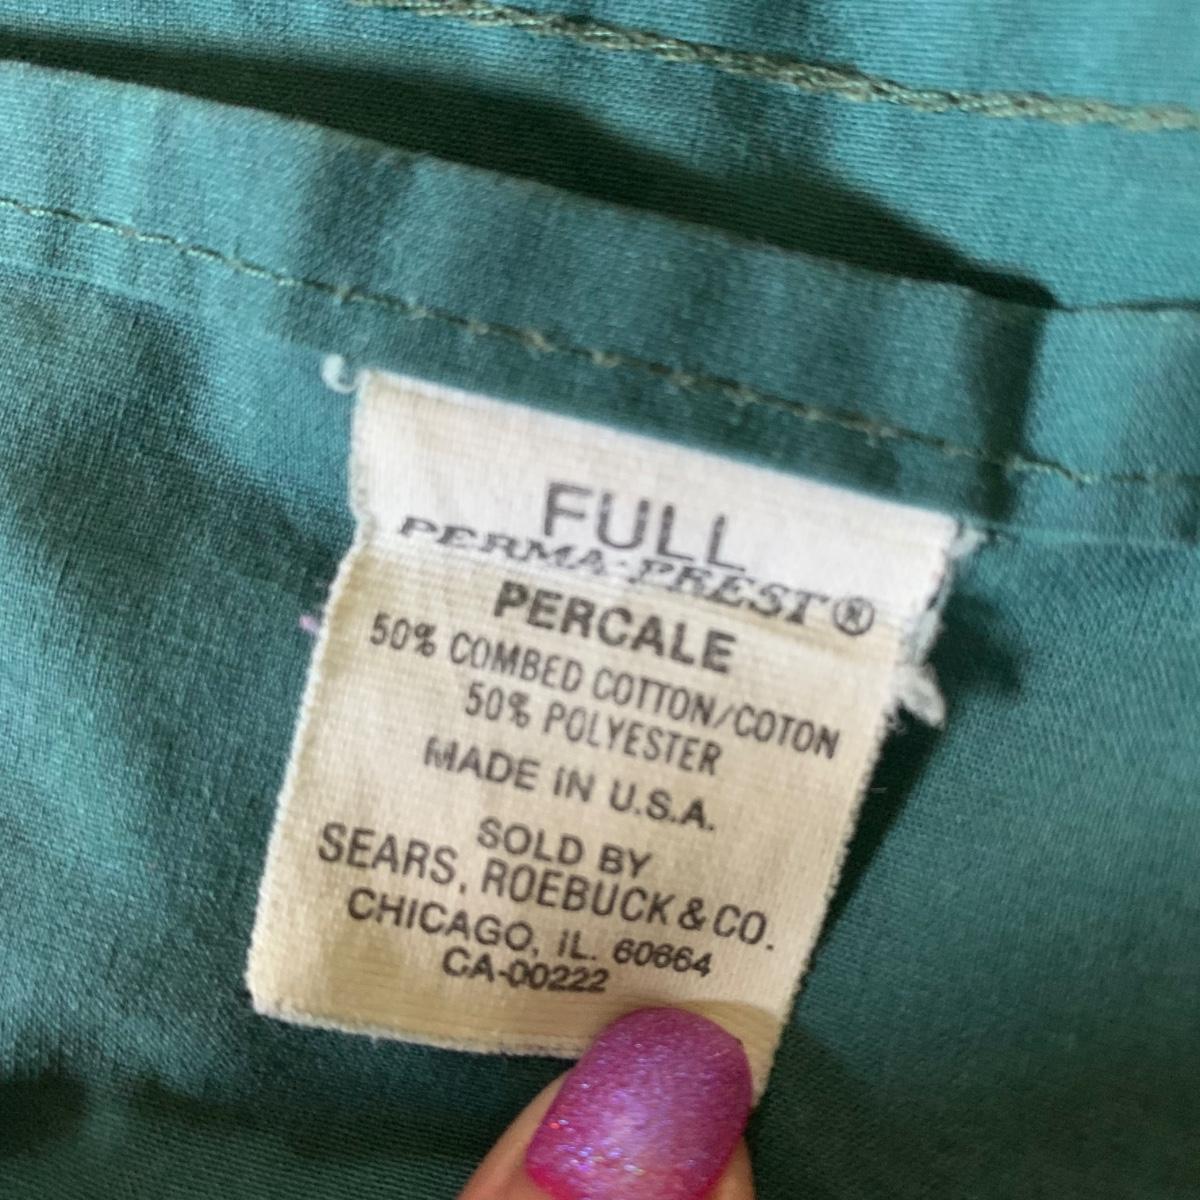 FULL
PERMA-PREST®
PERCALE
50% COMBED COTTON/COTON
50% POLYESTER
MADE IN U.S.A.
SOLD BY
SEARS, ROEBUCK & CO.
CHICAGO, IL. 60664
CA-00222